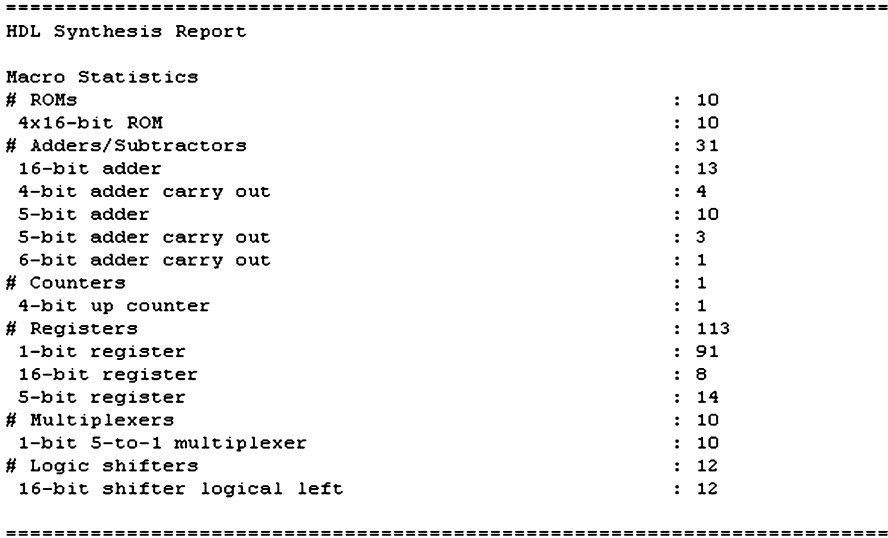 =========================================================================
HDL Synthesis Report

Macro Statistics
# ROMs                                                 : 10
 4x16-bit ROM                                          : 10
# Adders/Subtractors                                   : 31
 16-bit adder                                          : 13
 4-bit adder carry out                                 : 4
 5-bit adder                                           : 10
 5-bit adder carry out                                 : 3
 6-bit adder carry out                                 : 1
# Counters                                             : 1
 4-bit up counter                                      : 1
# Registers                                            : 113
 1-bit register                                        : 91
 16-bit register                                       : 8
 5-bit register                                        : 14
# Multiplexers                                         : 10
 1-bit 5-to-1 multiplexer                              : 10
# Logic shifters                                       : 12
 16-bit shifter logical left                           : 12

=========================================================================